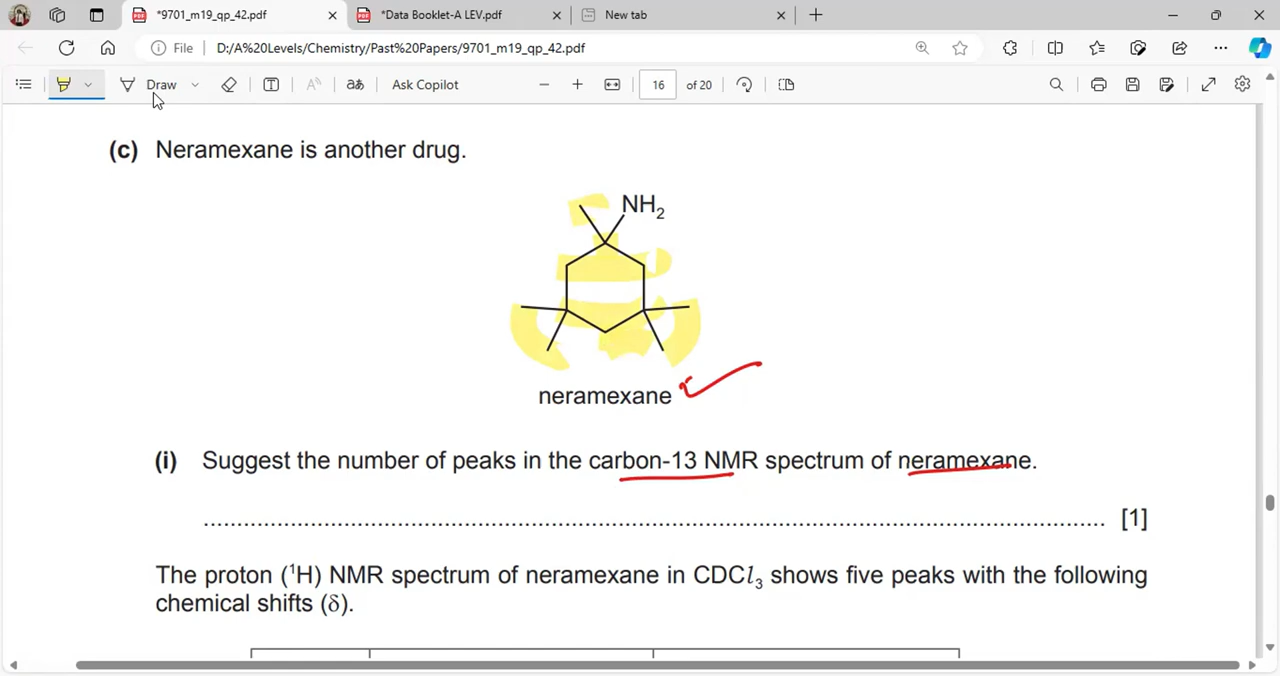 *9701_m19_qp_42.pdf
*Data Booklet-A LEV.pdf
New tab
File D:/A%20Levels/Chemistry/Past%20Papers/9701_m19_qp_42.pdf
Draw
aあ
Ask Copilot
16 of 20
(c) Neramexane is another drug.
NH2
neramexane
(i) Suggest the number of peaks in the carbon-13 NMR spectrum of neramexane.
.......................................................................................................... [1]
The proton (¹H) NMR spectrum of neramexane in CDCl₃ shows five peaks with the following
chemical shifts (δ).